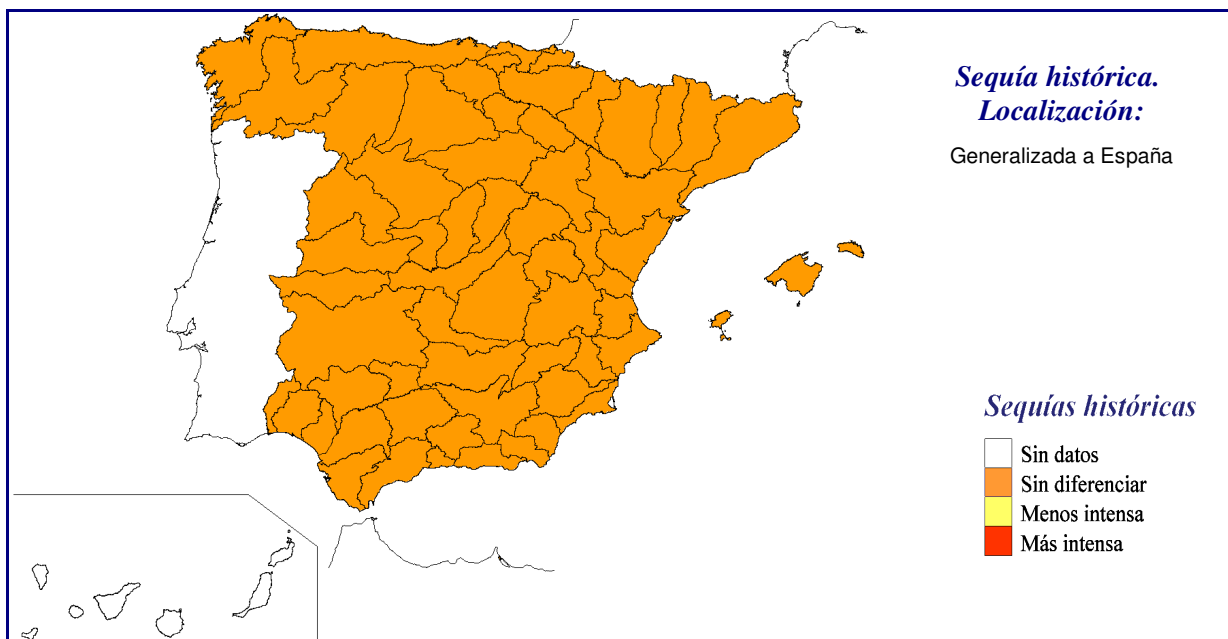 Sequía histórica.
Localización:
Generalizada a España
Sequías históricas
Sin datos
Sin diferenciar
Menos intensa
Más intensa